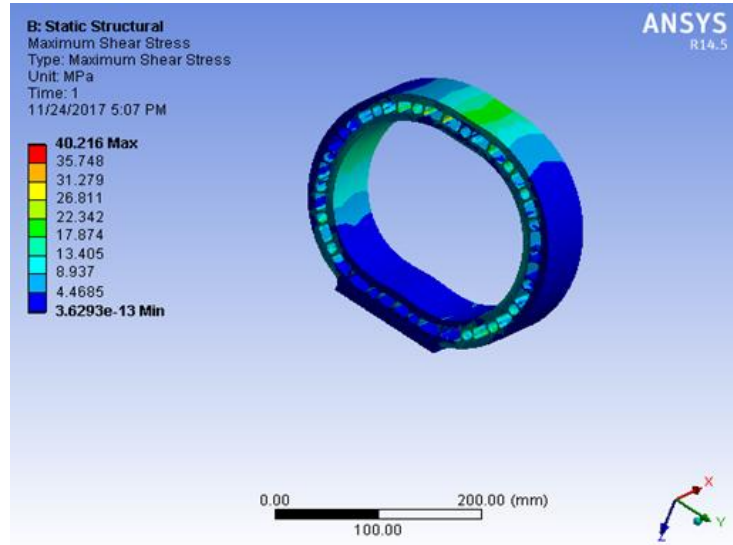 B: Static Structural
Maximum Shear Stress
Type: Maximum Shear Stress
Unit: MPa
Time: 1
11/24/2017 5:07 PM
40.216 Max
35.748
31.279
26.811
22.342
17.874
13.405
8.937
4.4685
3.6293e-13 Min
ANSYS
R14.5
0.00 200.00 (mm)
100.00
X
Y
Z